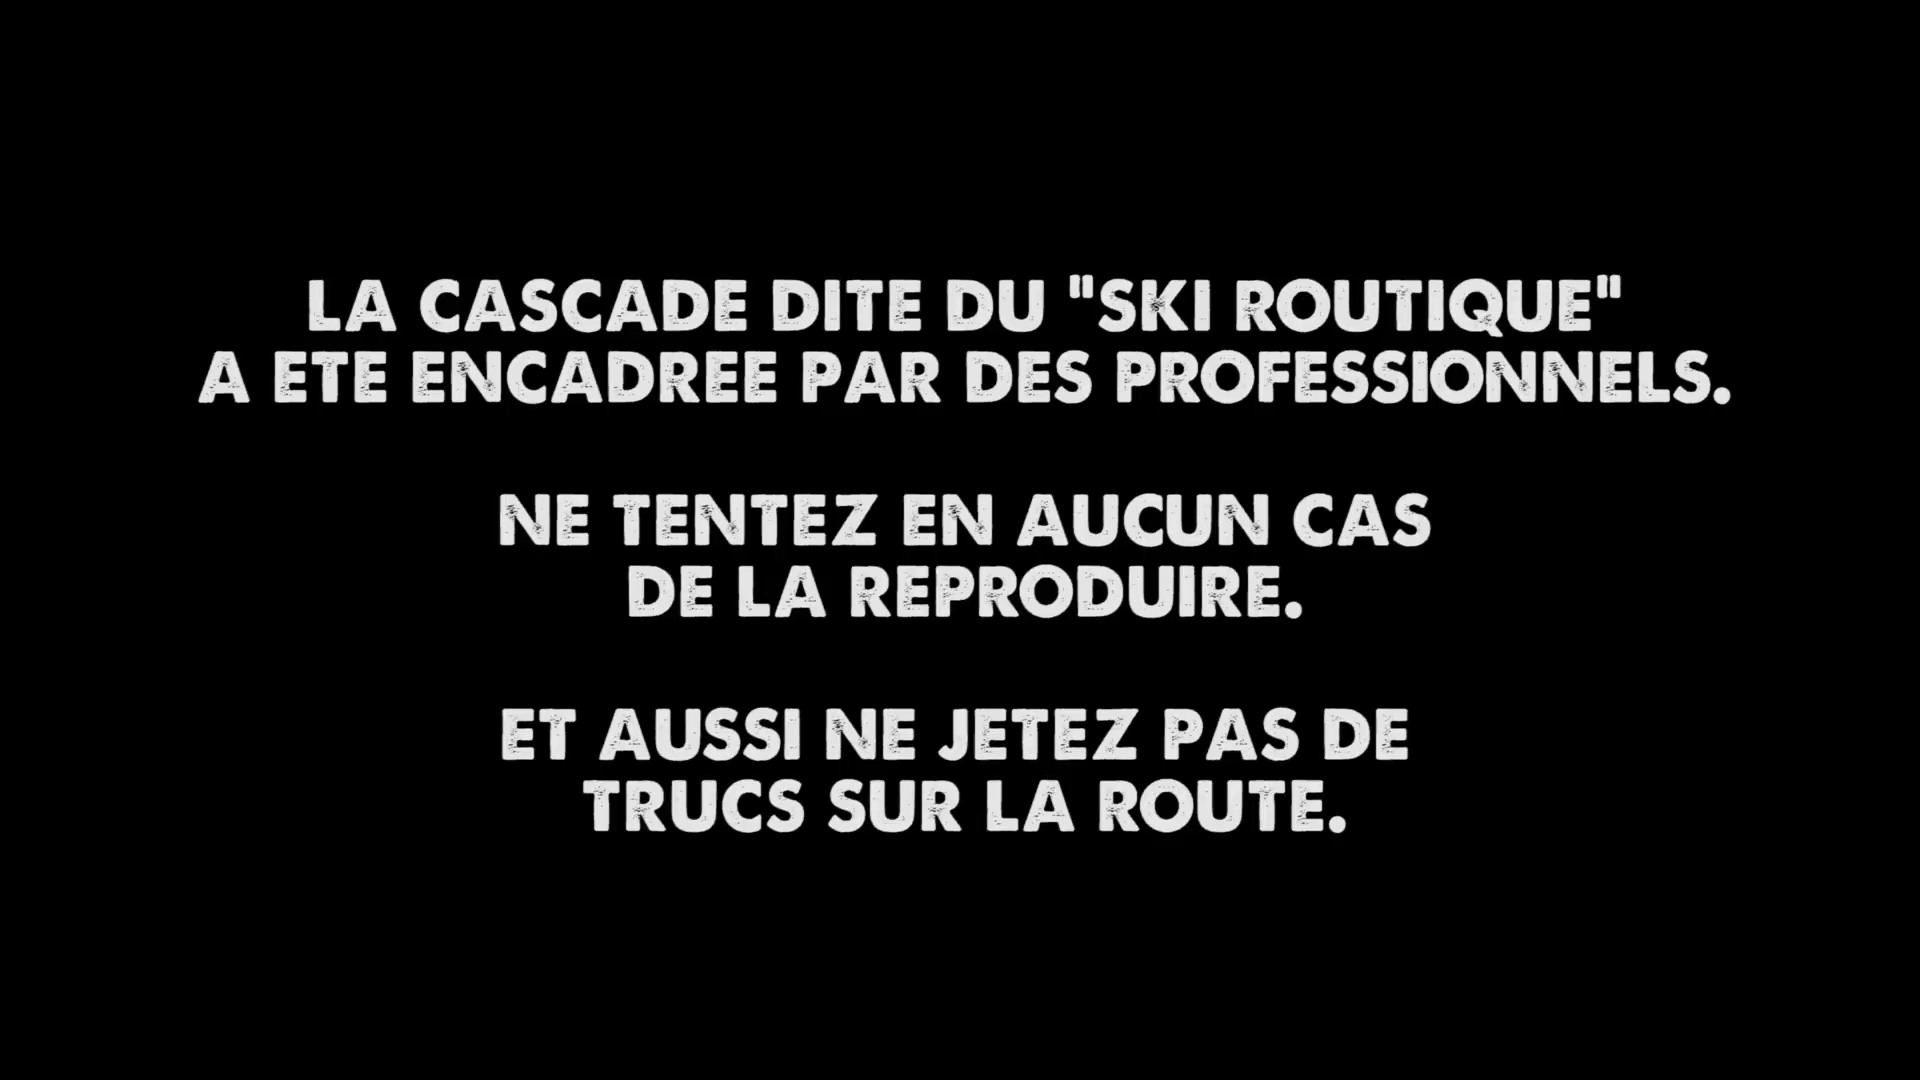 LA CASCADE DITE DU "SKI ROUTIQUE"
A ETE ENCADREE PAR DES PROFESSIONNELS.
NE TENTEZ EN AUCUN CAS
DE LA REPRODUIRE.
ET AUSSI NE JETEZ PAS DE
TRUCS SUR LA ROUTE.